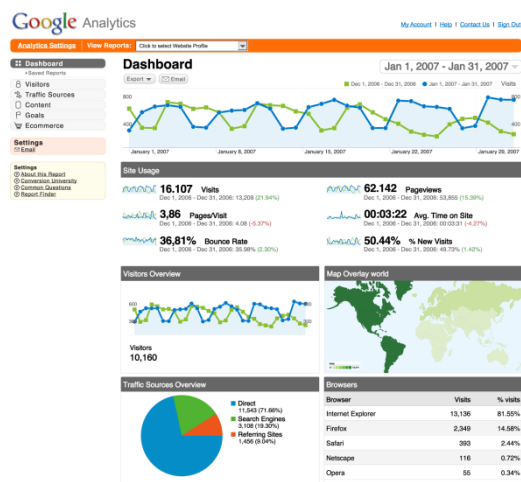 Google Analytics
My Account | Help | Contact Us | Sign Out
Analytics Settings | View Reports: Click to select Website Profile
Dashboard
Saved Reports
Visitors
Traffic Sources
Content
Goals
Ecommerce
Settings
Email
Settings
About this Report
Conversion University
Common Questions
Report Finder
Dashboard
Jan 1, 2007 - Jan 31, 2007
Export
Email
Dec 1, 2006 - Dec 31, 2006 Jan 1, 2007 - Jan 31, 2007 Visits
800 800
400 400
January 1, 2007 January 8, 2007 January 15, 2007 January 22, 2007 January 29, 2007
Site Usage
16.107 Visits
Dec 1, 2006 - Dec 31, 2006: 13,209 (21.94%)
62.142 Pageviews
Dec 1, 2006 - Dec 31, 2006: 53,855 (15.39%)
3,86 Pages/Visit
Dec 1, 2006 - Dec 31, 2006: 4.08 (-5.37%)
00:03:22 Avg. Time on Site
Dec 1, 2006 - Dec 31, 2006: 00:03:31 (-4.27%)
36,81% Bounce Rate
Dec 1, 2006 - Dec 31, 2006: 35.98% (2.30%)
50.44% % New Visits
Dec 1, 2006 - Dec 31, 2006: 49.73% (1.42%)
Visitors Overview
Visitors
10,160
Map Overlay world
Traffic Sources Overview
Direct
11,543 (71.66%)
Search Engines
3,108 (19.30%)
Referring Sites
1,456 (9.04%)
Browsers
Browser Visits % visits
Internet Explorer 13,136 81.55%
Firefox 2,349 14.58%
Safari 393 2.44%
Netscape 116 0.72%
Opera 55 0.34%